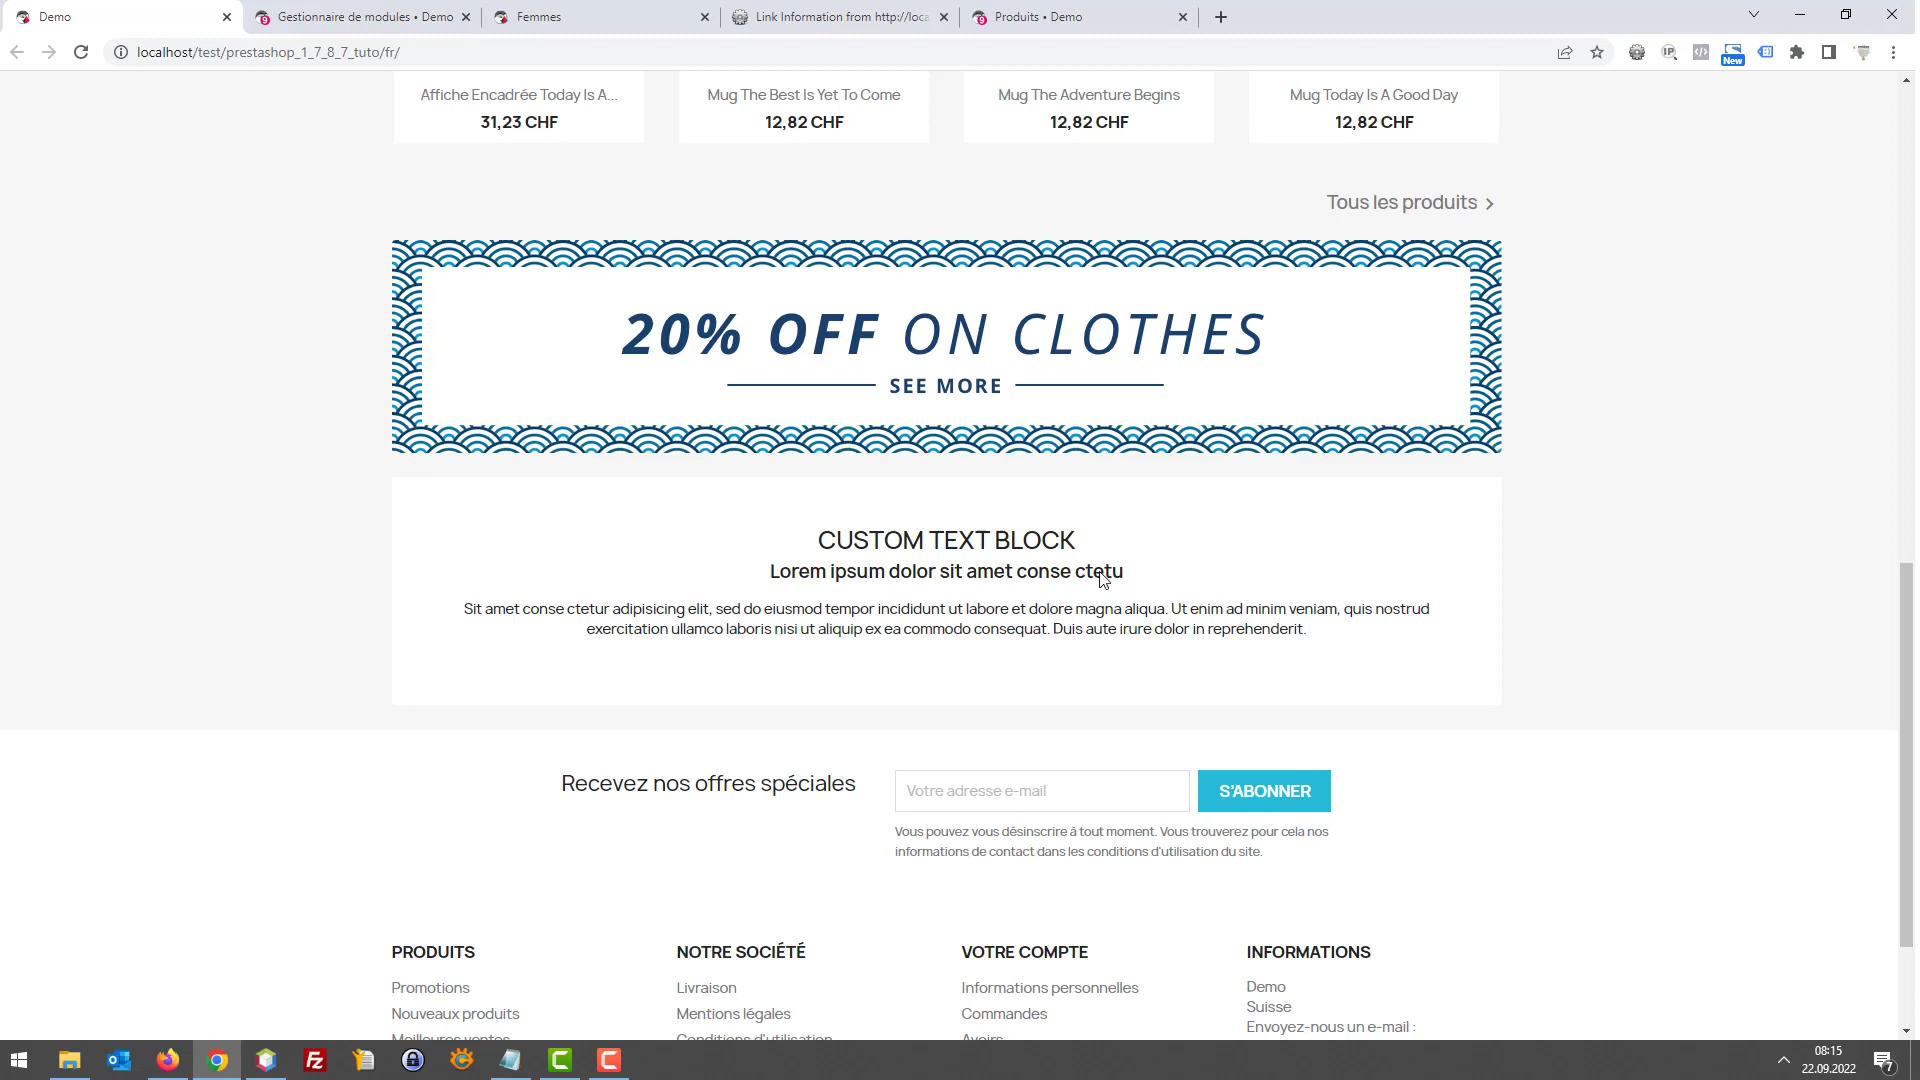 Demo
Gestionnaire de modules • Demo
Femmes
Link Information from http://loca
Produits • Demo
localhost/test/prestashop_1_7_8_7_tuto/fr/
New
Affiche Encadrée Today Is A...
Mug The Best Is Yet To Come
Mug The Adventure Begins
Mug Today Is A Good Day
31,23 CHF
12,82 CHF
12,82 CHF
12,82 CHF
Tous les produits
20% OFF ON CLOTHES
SEE MORE
CUSTOM TEXT BLOCK
Lorem ipsum dolor sit amet conse ctetu
Sit amet conse ctetur adipisicing elit, sed do eiusmod tempor incididunt ut labore et dolore magna aliqua. Ut enim ad minim veniam, quis nostrud
exercitation ullamco laboris nisi ut aliquip ex ea commodo consequat. Duis aute irure dolor in reprehenderit.
Recevez nos offres spéciales
Votre adresse e-mail
S'ABONNER
Vous pouvez vous désinscrire à tout moment. Vous trouverez pour cela nos
informations de contact dans les conditions d'utilisation du site.
PRODUITS
Promotions
Nouveaux produits
Meilleures ventes
NOTRE SOCIÉTÉ
Livraison
Mentions légales
Conditions d'utilisation
VOTRE COMPTE
Informations personnelles
Commandes
Avoirs
INFORMATIONS
Demo
Suisse
Envoyez-nous un e-mail :
08:15
22.09.2022
7